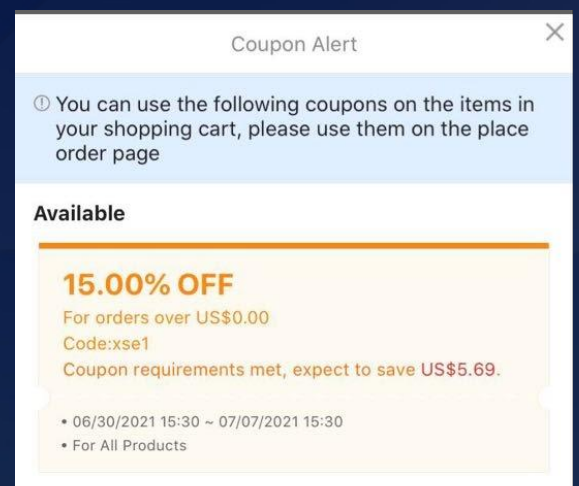 Coupon Alert
You can use the following coupons on the items in
your shopping cart, please use them on the place
order page
Available
15.00% OFF
For orders over US$0.00
Code:xse1
Coupon requirements met, expect to save US$5.69.
• 06/30/2021 15:30 ~ 07/07/2021 15:30
• For All Products